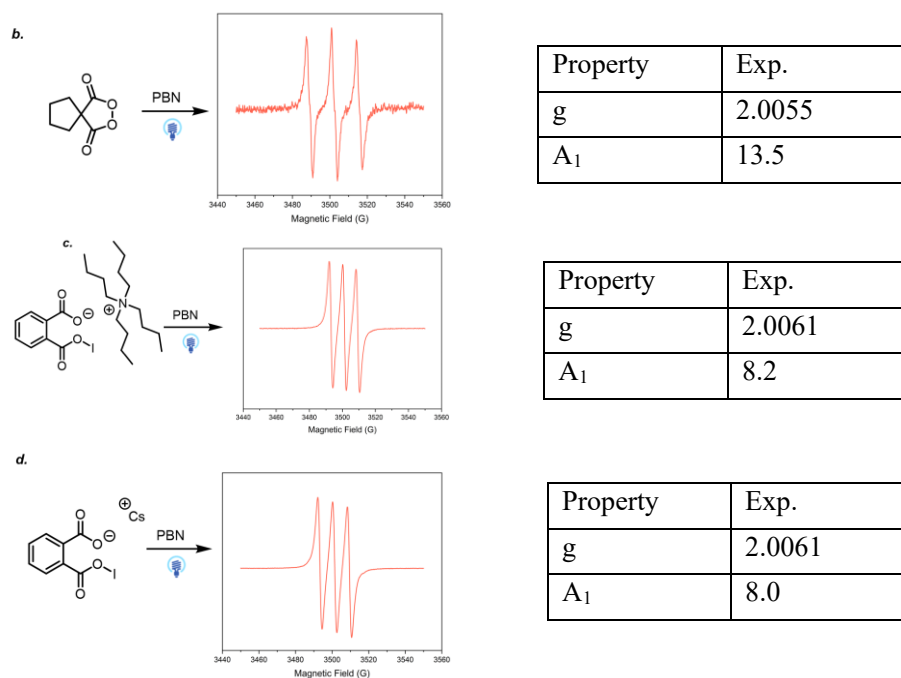 b.
O
O
O
O
PBN
3440 3460 3480 3500 3520 3540 3560
Magnetic Field (G)
Property Exp.
g 2.0055
A₁ 13.5
c.
O
O ⊖
O I
O
N
⊕
PBN
3440 3460 3480 3500 3520 3540 3560
Magnetic Field (G)
Property Exp.
g 2.0061
A₁ 8.2
d.
⊕
Cs
O
O ⊖
O I
O
PBN
3440 3460 3480 3500 3520 3540 3560
Magnetic Field (G)
Property Exp.
g 2.0061
A₁ 8.0